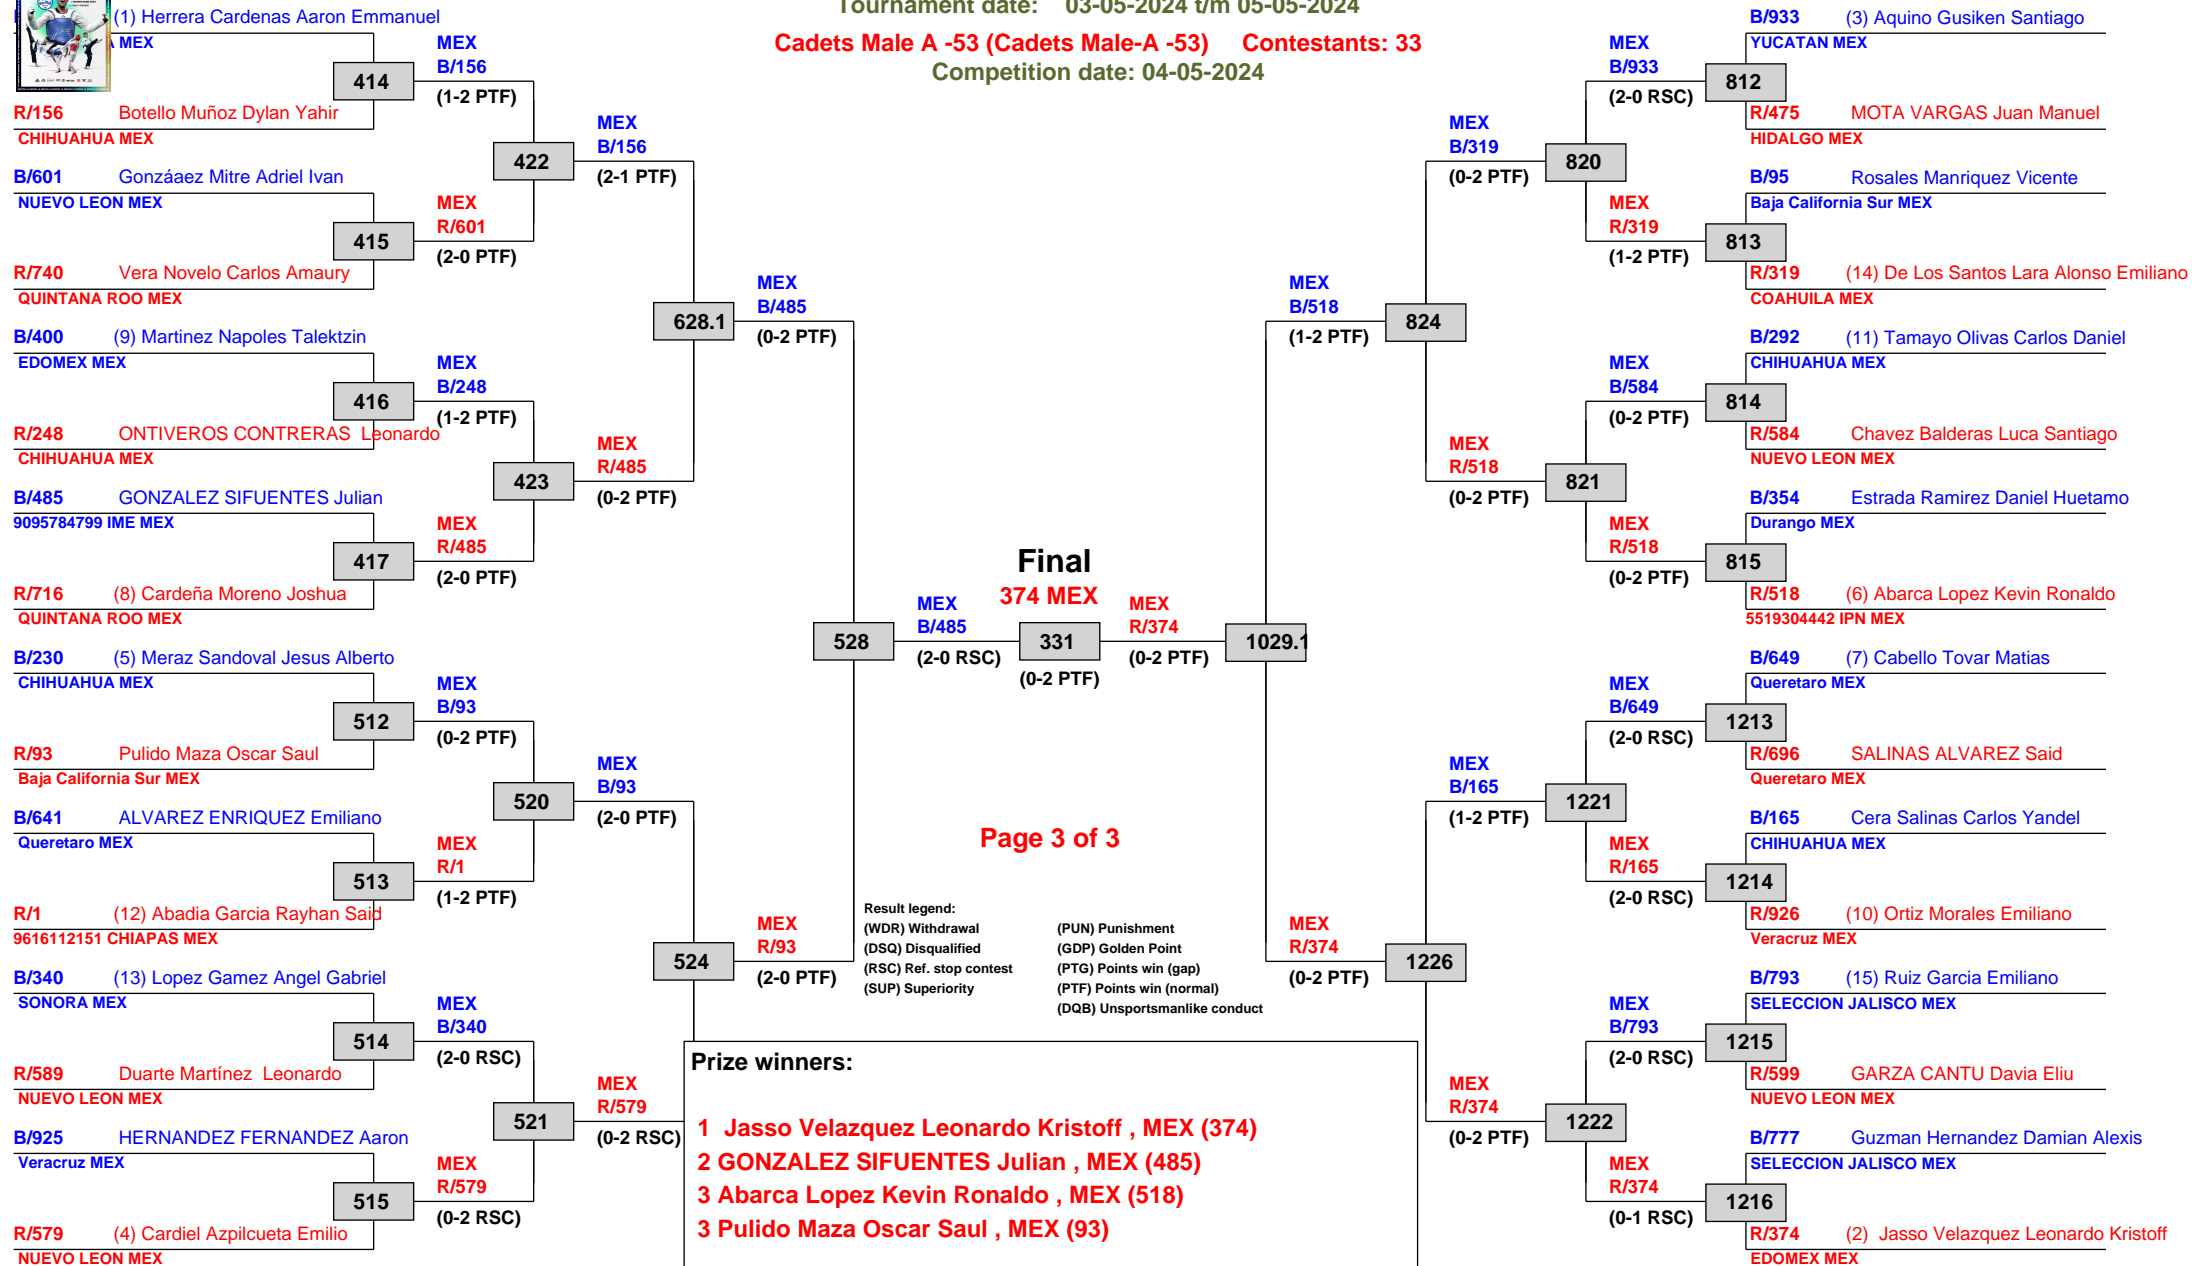 Tournament date: 03-05-2024 t/m 05-05-2024
Cadets Male A -53 (Cadets Male-A -53) Contestants: 33
Competition date: 04-05-2024
(1) Herrera Cardenas Aaron Emmanuel
MEX
414
R/156 Botello Muñoz Dylan Yahir
CHIHUAHUA MEX
B/601 Gonzáaez Mitre Adriel Ivan
NUEVO LEON MEX
415
R/740 Vera Novelo Carlos Amaury
QUINTANA ROO MEX
B/400 (9) Martinez Napoles Talektzin
EDOMEX MEX
416
R/248 ONTIVEROS CONTRERAS Leonardo
CHIHUAHUA MEX
B/485 GONZALEZ SIFUENTES Julian
9095784799 IME MEX
417
R/716 (8) Cardeña Moreno Joshua
QUINTANA ROO MEX
B/230 (5) Meraz Sandoval Jesus Alberto
CHIHUAHUA MEX
512
R/93 Pulido Maza Oscar Saul
Baja California Sur MEX
B/641 ALVAREZ ENRIQUEZ Emiliano
Queretaro MEX
513
R/1 (12) Abadia Garcia Rayhan Said
9616112151 CHIAPAS MEX
B/340 (13) Lopez Gamez Angel Gabriel
SONORA MEX
514
R/589 Duarte Martínez Leonardo
NUEVO LEON MEX
B/925 HERNANDEZ FERNANDEZ Aaron
Veracruz MEX
515
R/579 (4) Cardiel Azpilcueta Emilio
NUEVO LEON MEX
MEX
B/156
(1-2 PTF)
422
MEX
R/601
(2-0 PTF)
MEX
B/248
(1-2 PTF)
423
MEX
R/485
(2-0 PTF)
MEX
B/93
(0-2 PTF)
520
MEX
R/1
(1-2 PTF)
MEX
B/340
(2-0 RSC)
521
MEX
R/579
(0-2 RSC)
MEX
B/156
(2-1 PTF)
628.1
MEX
R/485
(0-2 PTF)
MEX
B/93
(2-0 PTF)
524
MEX
R/579
(0-2 RSC)
MEX
B/485
(0-2 PTF)
528
MEX
R/93
(2-0 PTF)
MEX
B/485
(2-0 RSC)
Final
374 MEX
331
(0-2 PTF)
MEX
R/374
(0-2 PTF)
1029.1
MEX
B/518
(1-2 PTF)
MEX
R/374
(0-2 PTF)
824
MEX
B/319
(0-2 PTF)
MEX
R/518
(0-2 PTF)
1226
MEX
B/165
(1-2 PTF)
MEX
R/374
(0-2 PTF)
820
MEX
B/933
(2-0 RSC)
MEX
R/319
(1-2 PTF)
821
MEX
B/584
(0-2 PTF)
MEX
R/518
(0-2 PTF)
1221
MEX
B/649
(2-0 RSC)
MEX
R/165
(2-0 RSC)
1222
MEX
B/793
(2-0 RSC)
MEX
R/374
(0-1 RSC)
B/933 (3) Aquino Gusiken Santiago
YUCATAN MEX
812
R/475 MOTA VARGAS Juan Manuel
HIDALGO MEX
B/95 Rosales Manriquez Vicente
Baja California Sur MEX
813
R/319 (14) De Los Santos Lara Alonso Emiliano
COAHUILA MEX
B/292 (11) Tamayo Olivas Carlos Daniel
CHIHUAHUA MEX
814
R/584 Chavez Balderas Luca Santiago
NUEVO LEON MEX
B/354 Estrada Ramirez Daniel Huetamo
Durango MEX
815
R/518 (6) Abarca Lopez Kevin Ronaldo
5519304442 IPN MEX
B/649 (7) Cabello Tovar Matias
Queretaro MEX
1213
R/696 SALINAS ALVAREZ Said
Queretaro MEX
B/165 Cera Salinas Carlos Yandel
CHIHUAHUA MEX
1214
R/926 (10) Ortiz Morales Emiliano
Veracruz MEX
B/793 (15) Ruiz Garcia Emiliano
SELECCION JALISCO MEX
1215
R/599 GARZA CANTU Davia Eliu
NUEVO LEON MEX
B/777 Guzman Hernandez Damian Alexis
SELECCION JALISCO MEX
1216
R/374 (2) Jasso Velazquez Leonardo Kristoff
EDOMEX MEX
Page 3 of 3
Result legend:
(WDR) Withdrawal
(DSQ) Disqualified
(RSC) Ref. stop contest
(SUP) Superiority
(PUN) Punishment
(GDP) Golden Point
(PTG) Points win (gap)
(PTF) Points win (normal)
(DQB) Unsportsmanlike conduct
Prize winners:
1 Jasso Velazquez Leonardo Kristoff , MEX (374)
2 GONZALEZ SIFUENTES Julian , MEX (485)
3 Abarca Lopez Kevin Ronaldo , MEX (518)
3 Pulido Maza Oscar Saul , MEX (93)